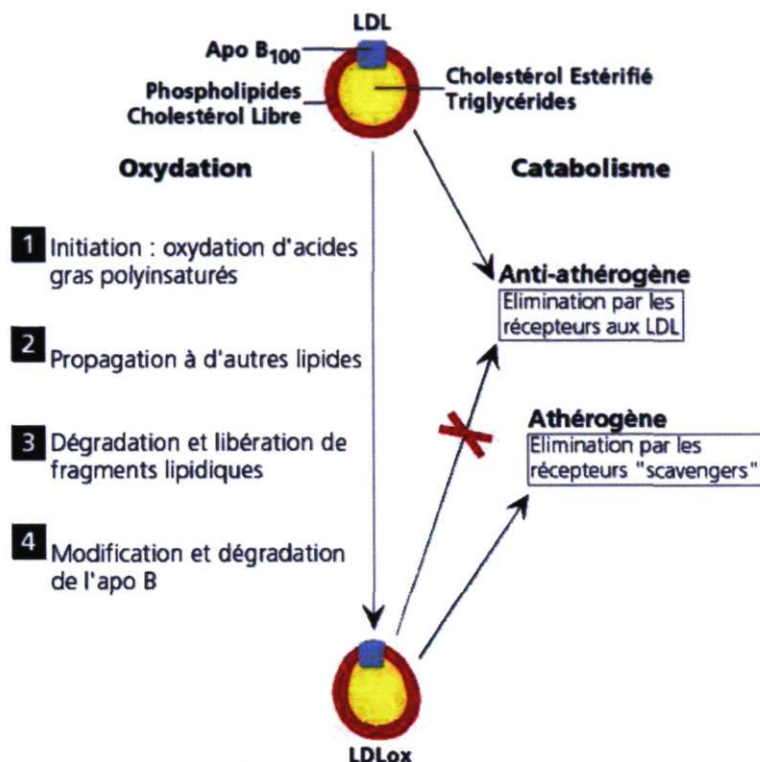 LDL
Apo B100
Phospholipides
Cholestérol Libre
Cholestérol Estérifié
Triglycérides
Oxydation
Catabolisme
1 Initiation : oxydation d'acides
gras polyinsaturés
2 Propagation à d'autres lipides
3 Dégradation et libération de
fragments lipidiques
4 Modification et dégradation
de l'apo B
Anti-athérogène
Elimination par les
récepteurs aux LDL
Athérogène
Elimination par les
récepteurs "scavengers"
LDLox